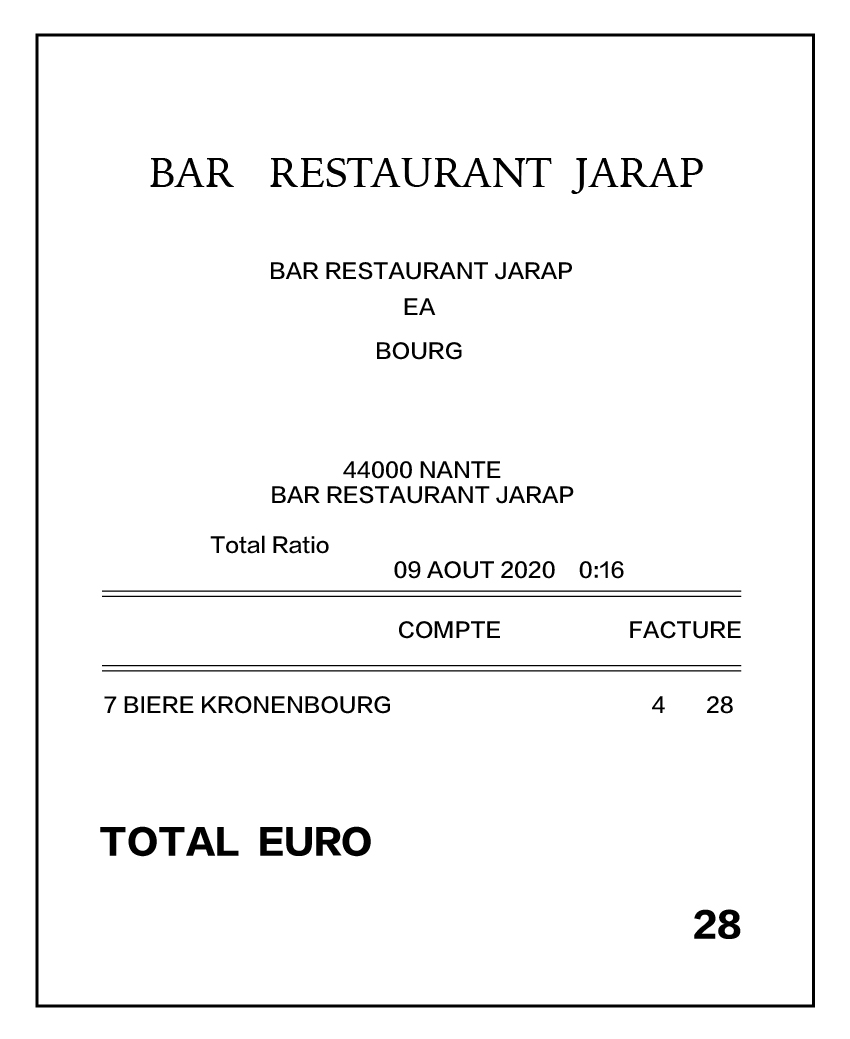 BAR RESTAURANT JARAP
BAR RESTAURANT JARAP
EA
BOURG
44000 NANTE
BAR RESTAURANT JARAP
Total Ratio
09 AOUT 2020 0:16
COMPTE FACTURE
7 BIERE KRONENBOURG 4 28
TOTAL EURO
28